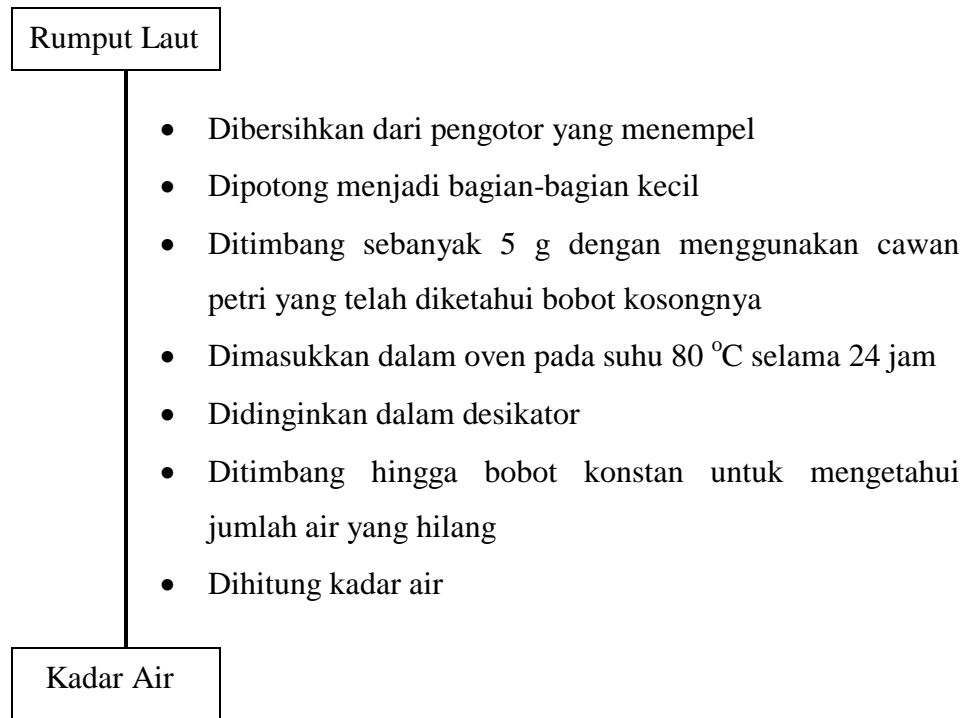 Rumput Laut
• Dibersihkan dari pengotor yang menempel
• Dipotong menjadi bagian-bagian kecil
• Ditimbang sebanyak 5 g dengan menggunakan cawan
petri yang telah diketahui bobot kosongnya
• Dimasukkan dalam oven pada suhu 80 °C selama 24 jam
• Didinginkan dalam desikator
• Ditimbang hingga bobot konstan untuk mengetahui
jumlah air yang hilang
• Dihitung kadar air
Kadar Air